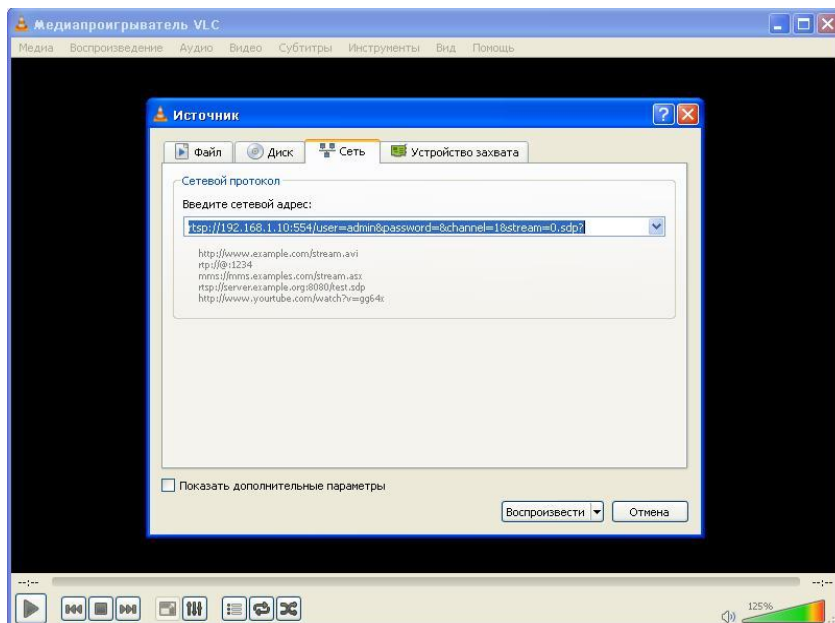 Медиапроигрыватель VLC
Медиа Воспроизведение Аудио Видео Субтитры Инструменты Вид Помощь
Источник
Файл Диск Сеть Устройство захвата
Сетевой протокол
Введите сетевой адрес:
rtsp://192.168.1.10:554/user=admin&password=&channel=1&stream=0.sdp?
http://www.example.com/stream.avi
rtp://@:1234
mms://mms.examples.com/stream.asx
rtsp://server.example.org:8080/test.sdp
http://www.yourtube.com/watch?v=gg64x
Показать дополнительные параметры
Воспроизвести Отмена
--:-- --:--
125%